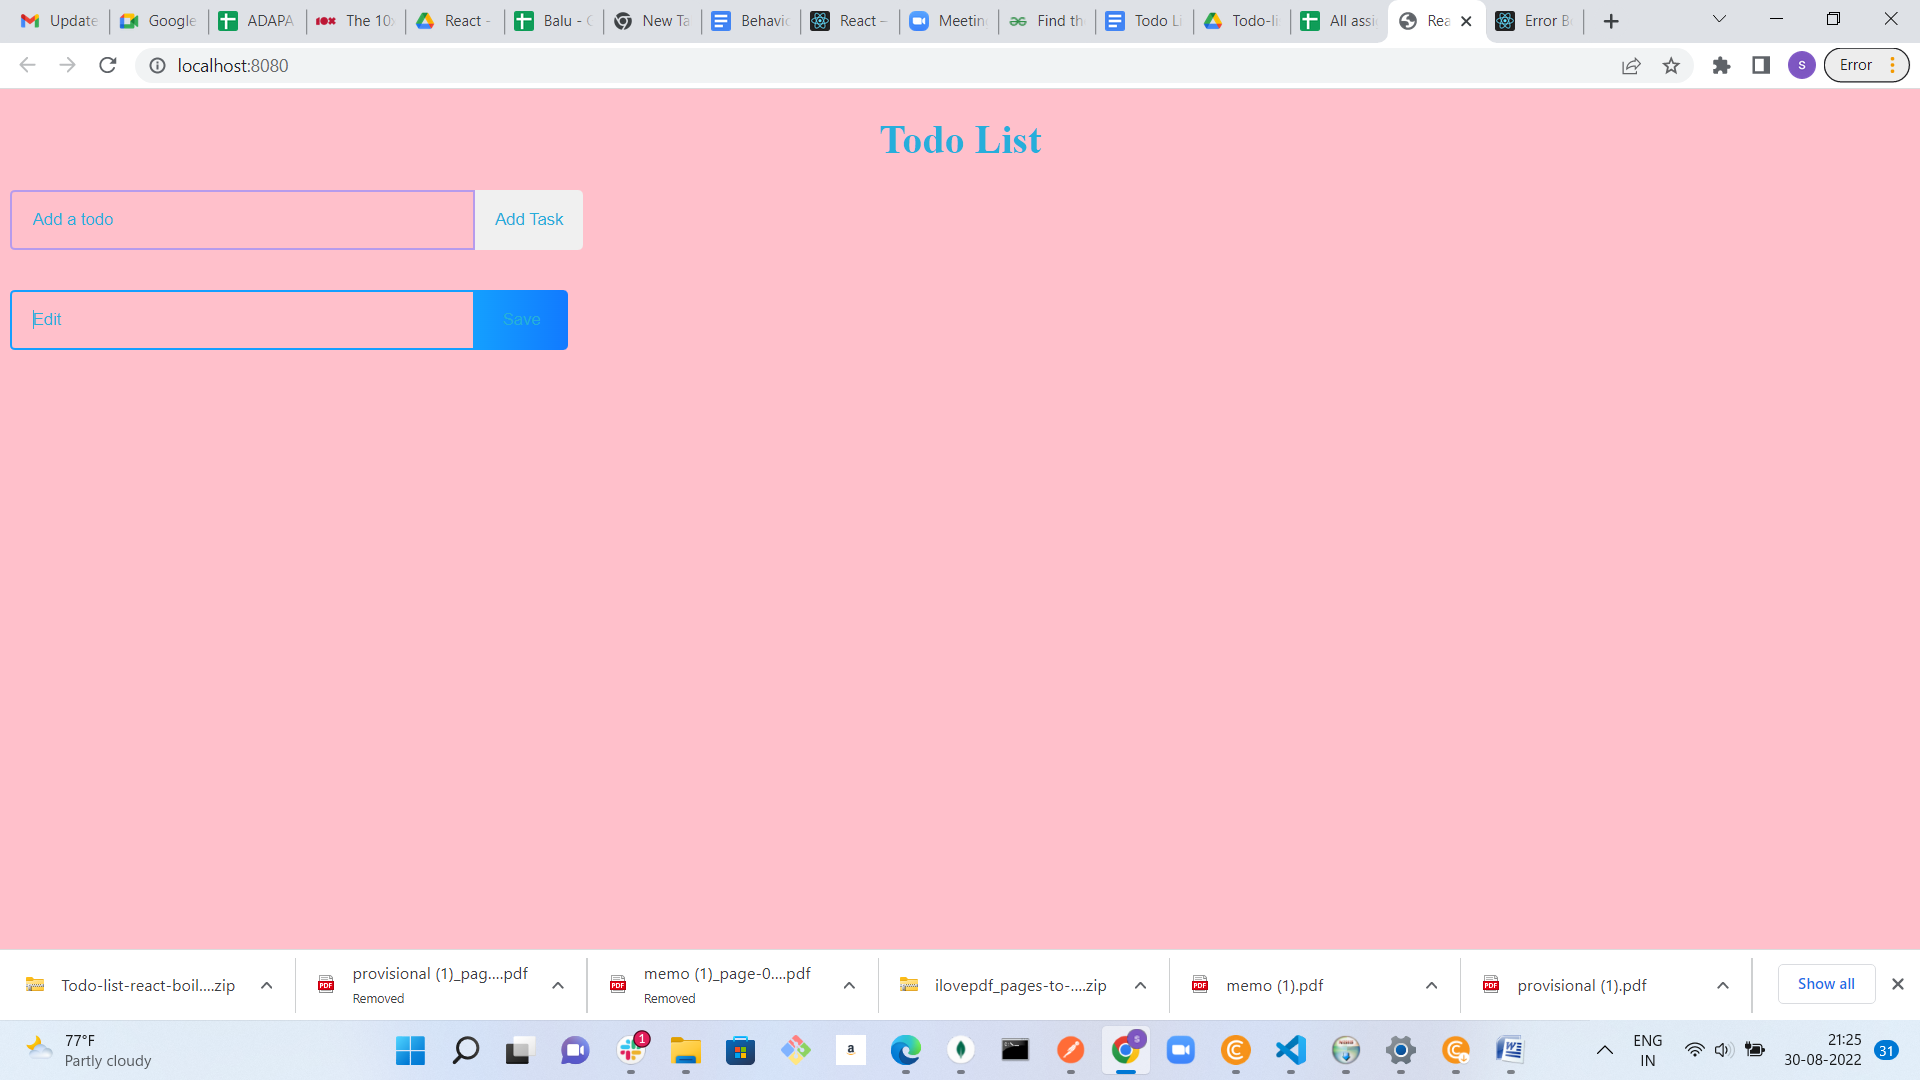 Update
Google
ADAPA
The 10
React -
Balu -
New Ta
Behavio
React –
Meetin
Find th
Todo Li
Todo-li
All assi
Rea
Error B
localhost:8080
S
Error
Todo List
Add a todo
Add Task
Edit
Save
Todo-list-react-boil....zip
provisional (1)_pag....pdf
Removed
memo (1)_page-0....pdf
Removed
ilovepdf_pages-to-....zip
memo (1).pdf
provisional (1).pdf
Show all
77°F
Partly cloudy
1
a
S
ENG
IN
21:25
30-08-2022
31